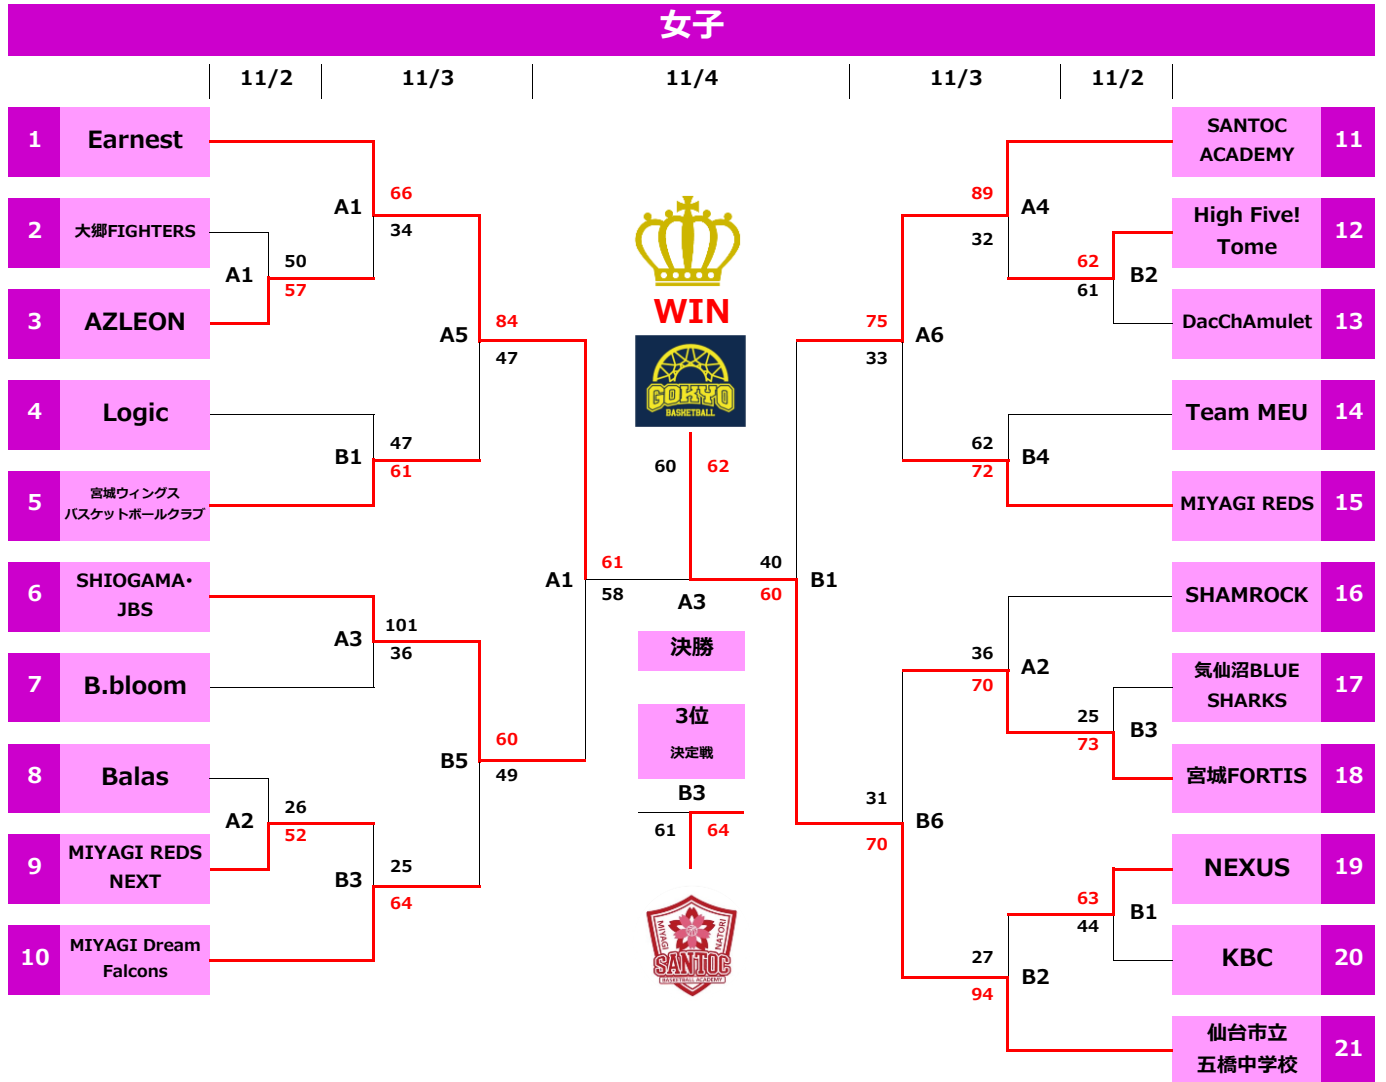 女子
11/2
11/3
11/4
11/3
11/2
1
Earnest
2
大郷FIGHTERS
3
AZLEON
4
Logic
5
宮城ウィングス
バスケットボールクラブ
6
SHIOGAMA・
JBS
7
B.bloom
8
Balas
9
MIYAGI REDS
NEXT
10
MIYAGI Dream
Falcons
A1
50
57
A2
26
52
A1
66
34
B1
47
61
A3
101
36
B3
25
64
A5
84
47
B5
60
49
A1
61
58
WIN
GOKYO
BASKETBALL
60
62
A3
決勝
3位
決定戦
B3
61
64
MIYAGI
NATORI
SANTOC
BASKETBALL ACADEMY
40
60
B1
75
33
A6
31
70
B6
89
32
A4
62
72
B4
36
70
A2
27
94
B2
62
61
B2
25
73
B3
63
44
B1
SANTOC
ACADEMY
11
High Five!
Tome
12
DacChAmulet
13
Team MEU
14
MIYAGI REDS
15
SHAMROCK
16
気仙沼BLUE
SHARKS
17
宮城FORTIS
18
NEXUS
19
KBC
20
仙台市立
五橋中学校
21